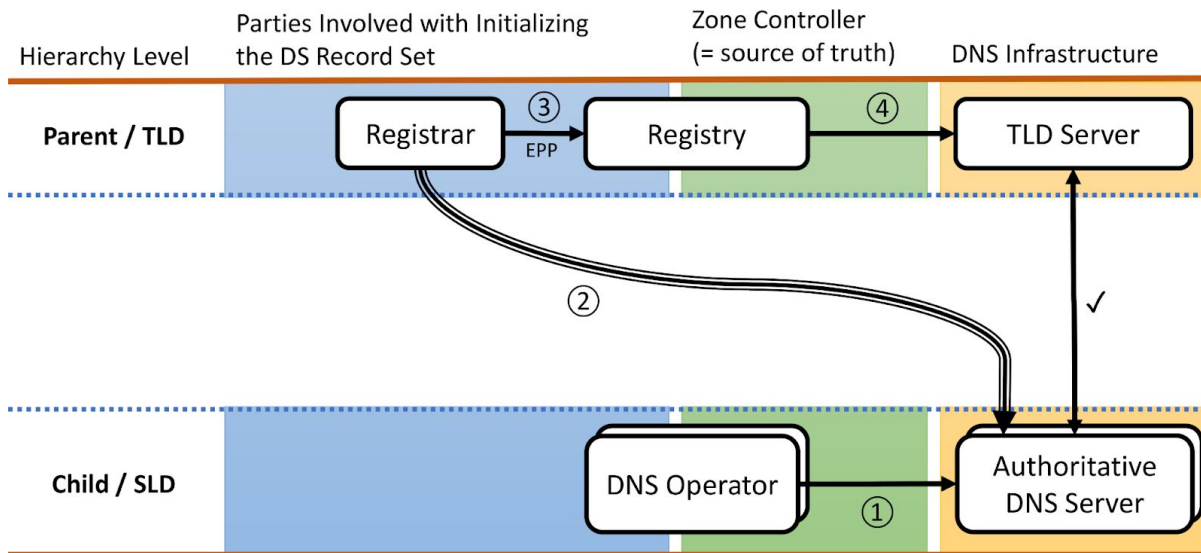 Hierarchy Level
Parties Involved with Initializing
the DS Record Set
Zone Controller
(= source of truth)
DNS Infrastructure
Parent / TLD
Registrar
③
EPP
Registry
④
TLD Server
②
✓
Child / SLD
DNS Operator
①
Authoritative
DNS Server